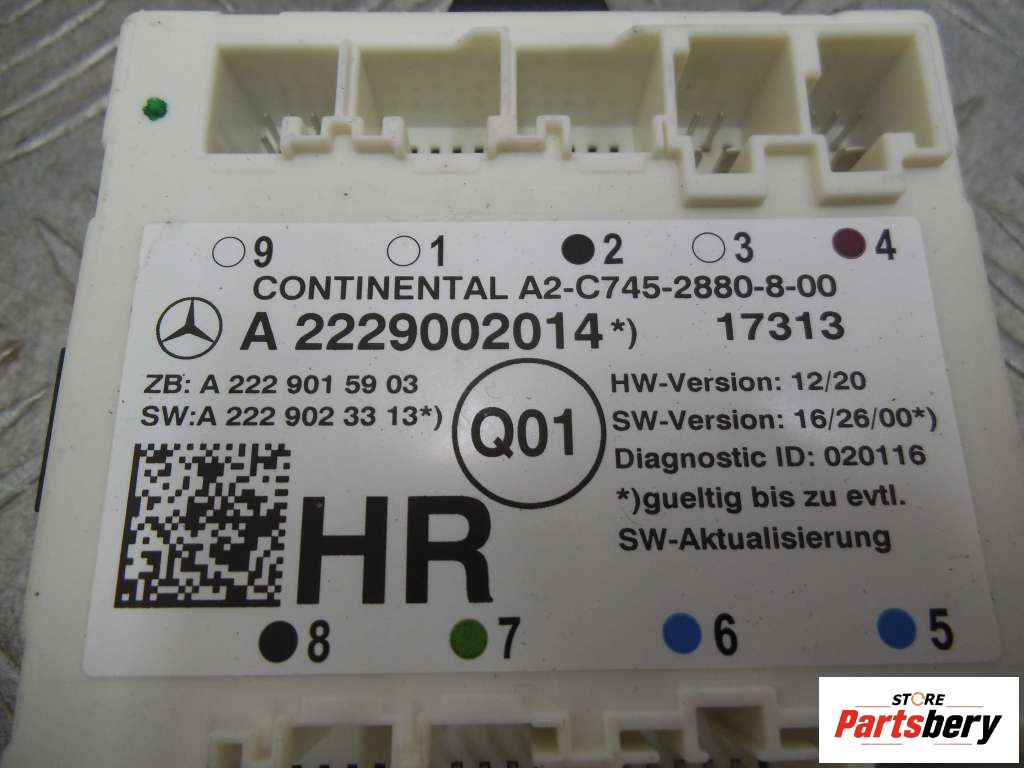 9 1 2 3 4
CONTINENTAL A2-C745-2880-8-00
A 2229002014*) 17313
ZB: A 222 901 59 03
HW-Version: 12/20
SW:A 222 902 33 13*)
SW-Version: 16/26/00*)
Q01
Diagnostic ID: 020116
*)gueltig bis zu evtl.
SW-Aktualisierung
HR
8 7 6 5
STORE
Partsbery